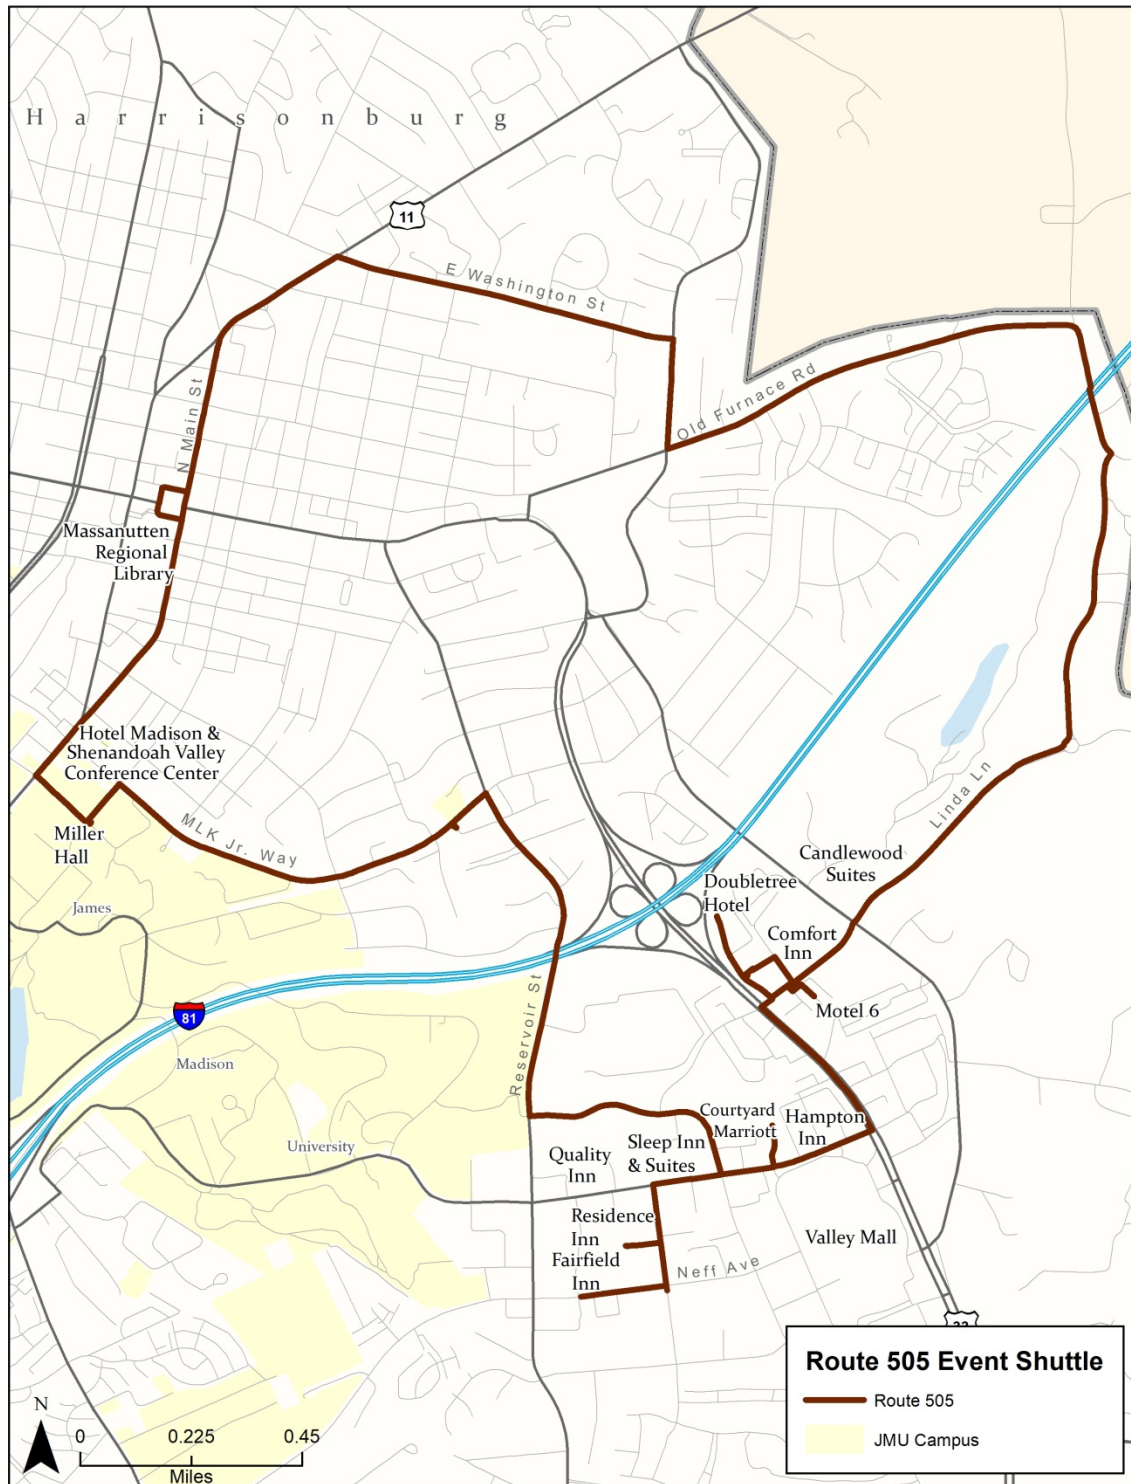 Harrisonburg
11
E Washington St
Old Furnace Rd
N Main St
Massanutten
Regional
Library
Hotel Madison &
Shenandoah Valley
Conference Center
Miller
Hall
MLK Jr. Way
James
Linda Ln
Candlewood
Suites
Doubletree
Hotel
Comfort
Inn
Motel 6
81
Madison
Reservoir St
University
Courtyard
Marriott
Hampton
Inn
Quality
Inn
Sleep Inn
& Suites
Residence
Inn
Fairfield
Inn
Neff Ave
Valley Mall
Route 505 Event Shuttle
Route 505
JMU Campus
N
0 0.225 0.45
Miles